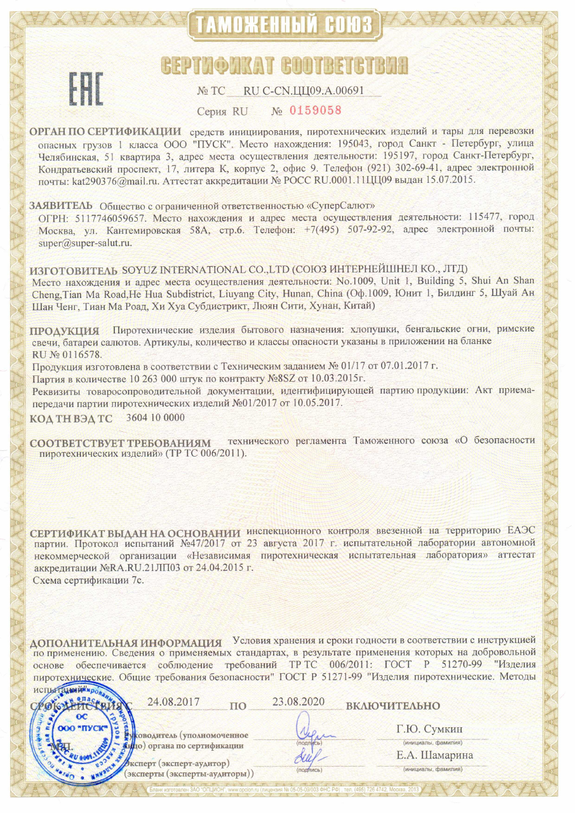 ТАМОЖЕННЫЙ СОЮЗ
СЕРТИФИКАТ СООТВЕТСТВИЯ
ЕАС
№ ТС RU C-CN.ЦЦ09.А.00691
Серия RU № 0159058
ОРГАН ПО СЕРТИФИКАЦИИ средств инициирования, пиротехнических изделий и тары для перевозки
опасных грузов 1 класса ООО "ПУСК". Место нахождения: 195043, город Санкт - Петербург, улица
Челябинская, 51 квартира 3, адрес места осуществления деятельности: 195197, город Санкт-Петербург,
Кондратьевский проспект, 17, литера К, корпус 2, офис 9. Телефон (921) 302-69-41, адрес электронной
почты: kat290376@mail.ru. Аттестат аккредитации № РОСС RU.0001.11ЦЦ09 выдан 15.07.2015.
ЗАЯВИТЕЛЬ Общество с ограниченной ответственностью «СуперСалют»
ОГРН: 5117746059657. Место нахождения и адрес места осуществления деятельности: 115477, город
Москва, ул. Кантемировская 58А, стр.6. Телефон: +7(495) 507-92-92, адрес электронной почты:
super@super-salut.ru.
ИЗГОТОВИТЕЛЬ SOYUZ INTERNATIONAL CO.,LTD (СОЮЗ ИНТЕРНЕЙШНЕЛ КО., ЛТД)
Место нахождения и адрес места осуществления деятельности: No.1009, Unit 1, Building 5, Shui An Shan
Cheng,Tian Ma Road,He Hua Subdistrict, Liuyang City, Hunan, China (Оф.1009, Юнит 1, Билдинг 5, Шуай Ан
Шан Ченг, Тиан Ма Роад, Хи Хуа Субдистрикт, Люян Сити, Хунан, Китай)
ПРОДУКЦИЯ Пиротехнические изделия бытового назначения: хлопушки, бенгальские огни, римские
свечи, батареи салютов. Артикулы, количество и классы опасности указаны в приложении на бланке
RU № 0116578.
Продукция изготовлена в соответствии с Техническим заданием № 01/17 от 07.01.2017 г.
Партия в количестве 10 263 000 штук по контракту №8SZ от 10.03.2015г.
Реквизиты товаросопроводительной документации, идентифицирующей партию продукции: Акт приема-
передачи партии пиротехнических изделий №01/2017 от 10.05.2017.
КОД ТН ВЭД ТС 3604 10 0000
СООТВЕТСТВУЕТ ТРЕБОВАНИЯМ технического регламента Таможенного союза «О безопасности
пиротехнических изделий» (ТР ТС 006/2011).
СЕРТИФИКАТ ВЫДАН НА ОСНОВАНИИ инспекционного контроля ввезенной на территорию ЕАЭС
партии. Протокол испытаний №47/2017 от 23 августа 2017 г. испытательной лаборатории автономной
некоммерческой организации «Независимая пиротехническая испытательная лаборатория» аттестат
аккредитации №RA.RU.21ЛП03 от 24.04.2015 г.
Схема сертификации 7с.
ДОПОЛНИТЕЛЬНАЯ ИНФОРМАЦИЯ Условия хранения и сроки годности в соответствии с инструкцией
по применению. Сведения о применяемых стандартах, в результате применения которых на добровольной
основе обеспечивается соблюдение требований ТР ТС 006/2011: ГОСТ Р 51270-99 "Изделия
пиротехнические. Общие требования безопасности" ГОСТ Р 51271-99 "Изделия пиротехнические. Методы
испытаний"
СРОК ДЕЙСТВИЯ С 24.08.2017 ПО 23.08.2020 ВКЛЮЧИТЕЛЬНО
ОС
ООО "ПУСК"
М.П.
Руководитель (уполномоченное
лицо) органа по сертификации
(подпись)
Г.Ю. Сумкин
(инициалы, фамилия)
Эксперт (эксперт-аудитор)
(эксперты (эксперты-аудиторы))
(подпись)
Е.А. Шамарина
(инициалы, фамилия)